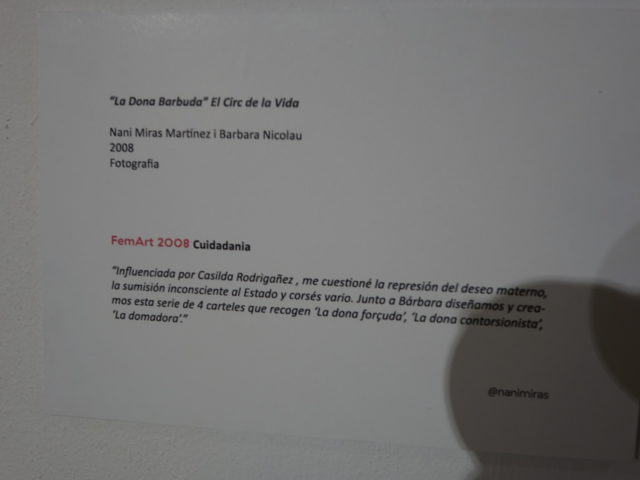 "La Dona Barbuda" El Circ de la Vida
Nani Miras Martínez i Barbara Nicolau
2008
Fotografia
FemArt 2008 Cuidadania
"Influenciada por Casilda Rodrigañez , me cuestioné la represión del deseo materno,
la sumisión inconsciente al Estado y corsés vario. Junto a Bárbara diseñamos y crea-
mos esta serie de 4 carteles que recogen 'La dona forçuda', 'La dona contorsionista',
'La domadora'."
@nanimiras